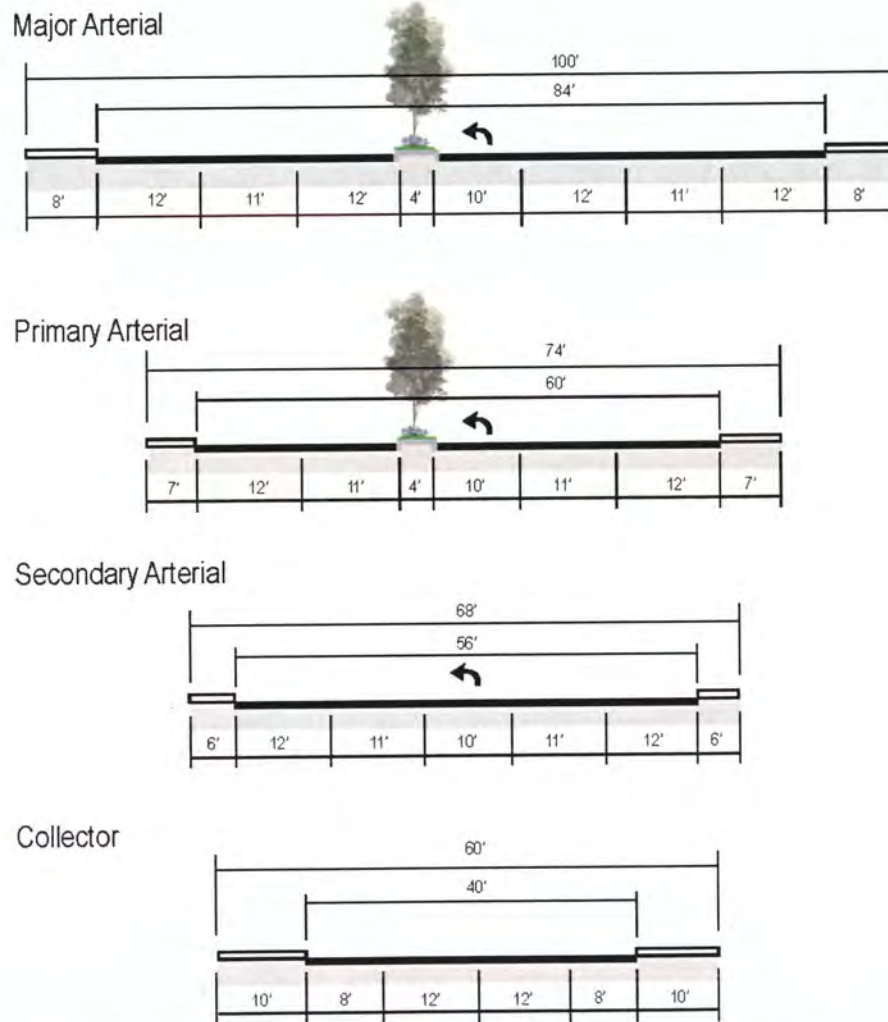 Major Arterial
100'
84'
8' 12' 11' 12' 4' 10' 12' 11' 12' 8'
Primary Arterial
74'
60'
7' 12' 11' 4' 10' 11' 12' 7'
Secondary Arterial
68'
56'
6' 12' 11' 10' 11' 12' 6'
Collector
60'
40'
10' 8' 12' 12' 8' 10'